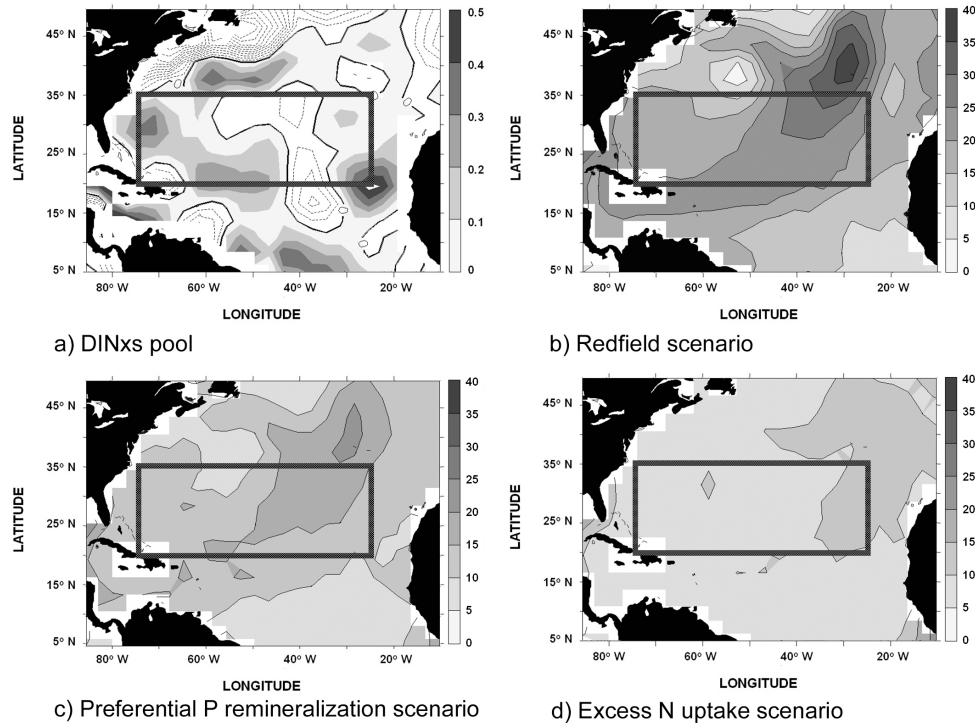 45° N
35° N
25° N
15° N
5° N
LATITUDE
80° W
60° W
40° W
20° W
LONGITUDE
0.5
0.4
0.3
0.2
0.1
0
0
0
0
0
a) DINxs pool
45° N
35° N
25° N
15° N
5° N
LATITUDE
80° W
60° W
40° W
20° W
LONGITUDE
40
35
30
25
20
15
10
5
0
b) Redfield scenario
45° N
35° N
25° N
15° N
5° N
LATITUDE
80° W
60° W
40° W
20° W
LONGITUDE
40
35
30
25
20
15
10
5
0
c) Preferential P remineralization scenario
45° N
35° N
25° N
15° N
5° N
LATITUDE
80° W
60° W
40° W
20° W
LONGITUDE
40
35
30
25
20
15
10
5
0
d) Excess N uptake scenario